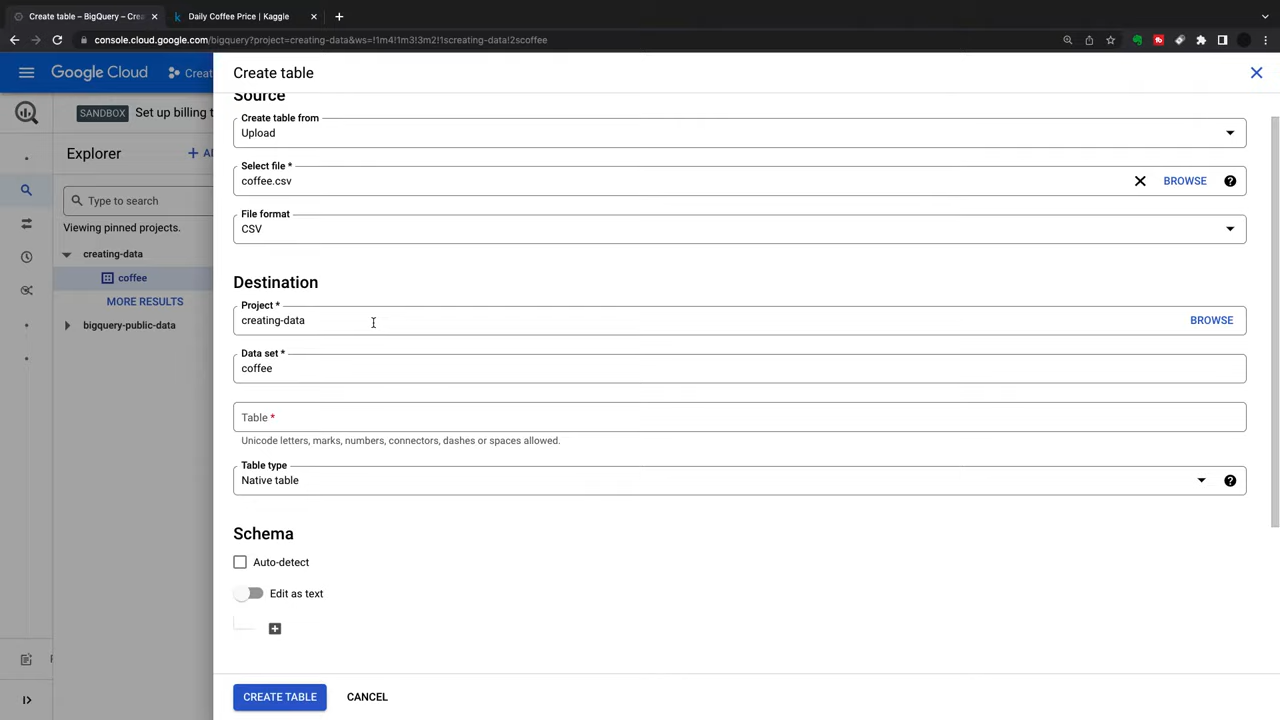 Create table – BigQuery – Crea
Daily Coffee Price | Kaggle
console.cloud.google.com/bigquery?project=creating-data&ws=!1m4!1m3!3m2!1screating-data!2scoffee
Google Cloud
Creat
Create table
SANDBOX
Set up billing t
Source
Create table from
Upload
Explorer
+ AD
Select file *
coffee.csv
BROWSE
Type to search
File format
CSV
Viewing pinned projects.
creating-data
coffee
MORE RESULTS
bigquery-public-data
Destination
Project *
creating-data
BROWSE
Data set *
coffee
Table *
Unicode letters, marks, numbers, connectors, dashes or spaces allowed.
Table type
Native table
Schema
Auto-detect
Edit as text
CREATE TABLE
CANCEL